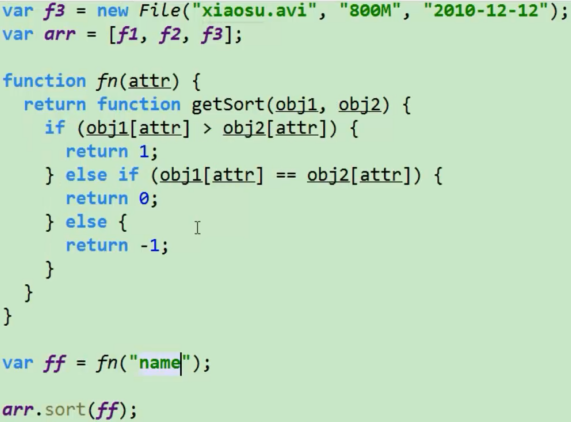 var f3 = new File("xiaosu.avi", "800M", "2010-12-12");
var arr = [f1, f2, f3];
function fn(attr) {
return function getSort(obj1, obj2) {
if (obj1[attr] > obj2[attr]) {
return 1;
} else if (obj1[attr] == obj2[attr]) {
return 0;
} else {
return -1;
}
}
}
var ff = fn("name");
arr.sort(ff);